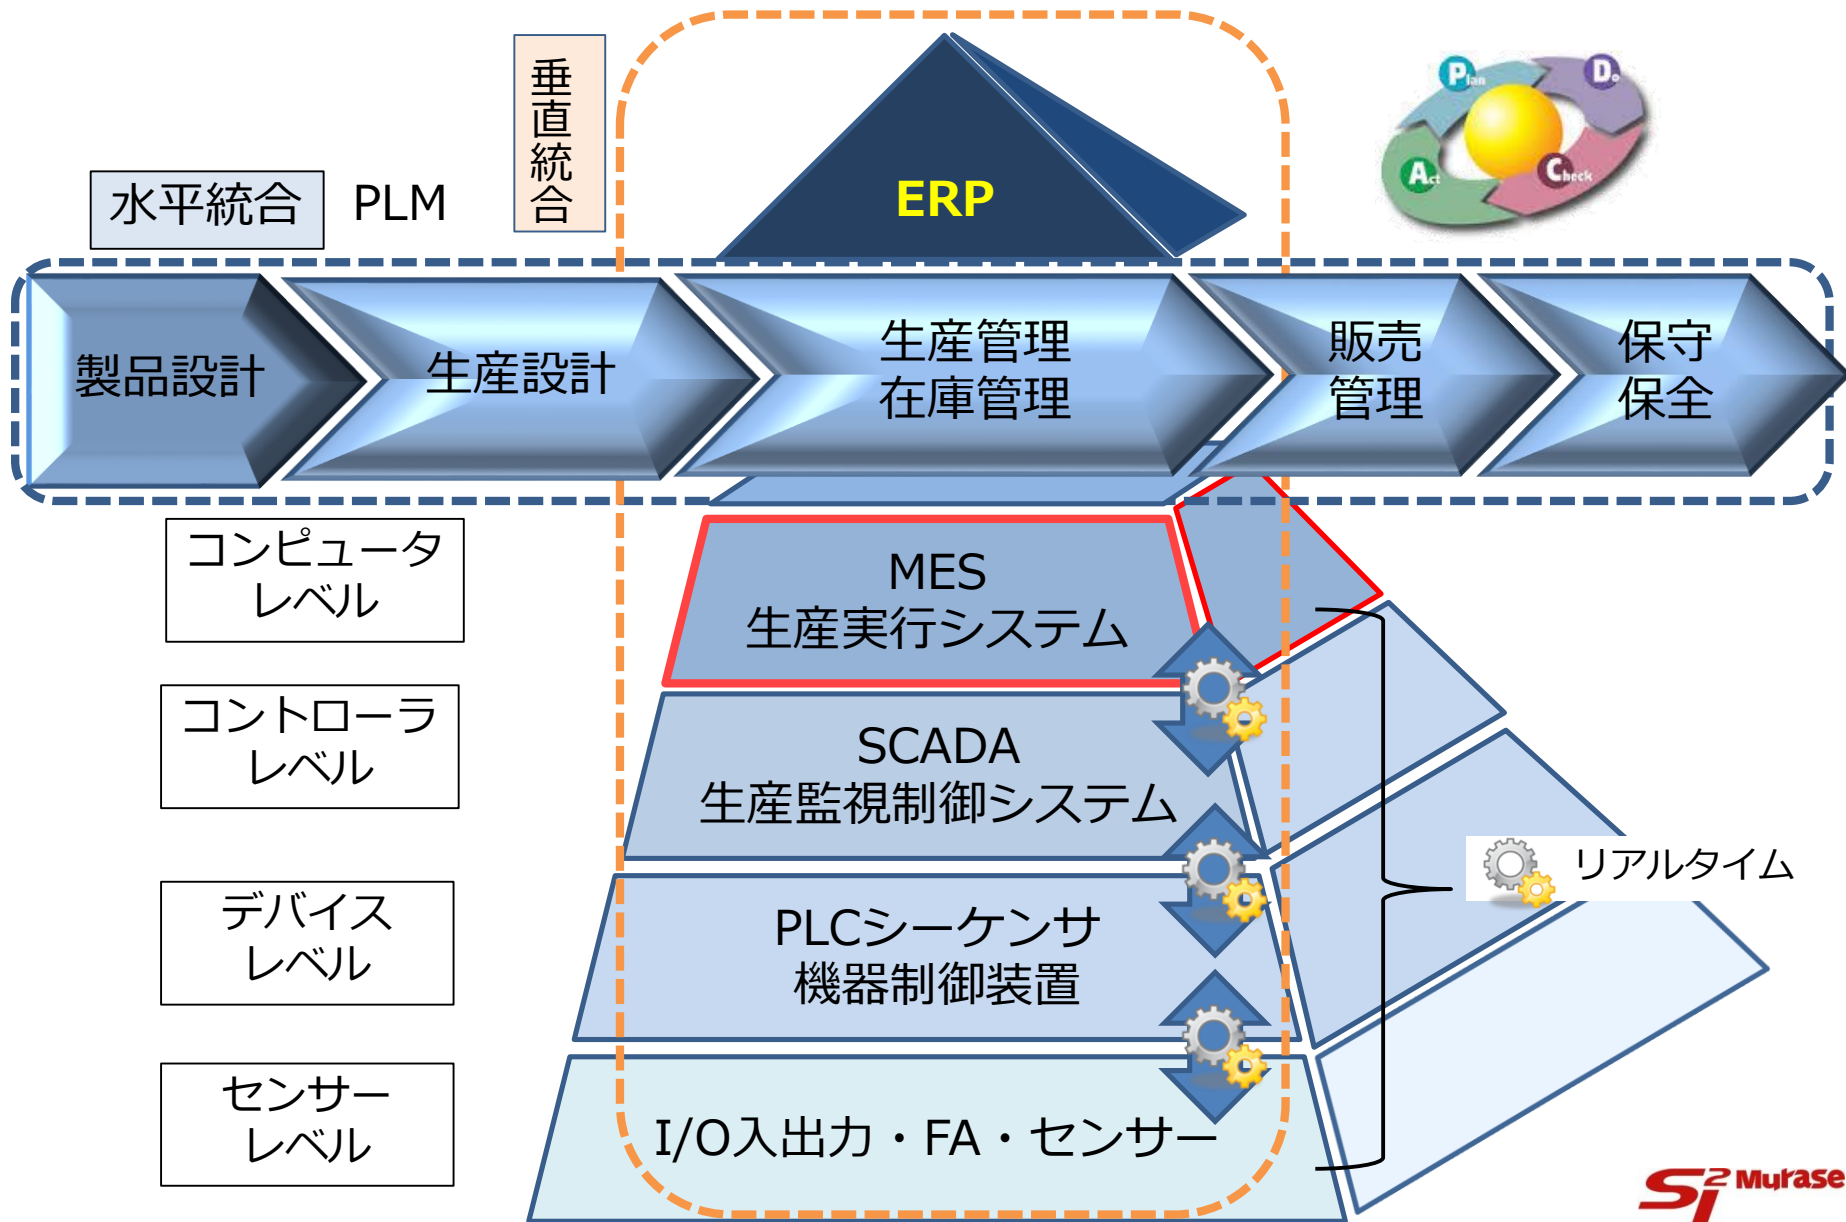 垂直統合
水平統合
PLM
ERP
Plan
Do
Check
Act
製品設計
生産設計
生産管理
在庫管理
販売
管理
保守
保全
コンピュータ
レベル
MES
生産実行システム
コントローラ
レベル
SCADA
生産監視制御システム
リアルタイム
デバイス
レベル
PLCシーケンサ
機器制御装置
センサー
レベル
I/O入出力・FA・センサー
Si2 Murase